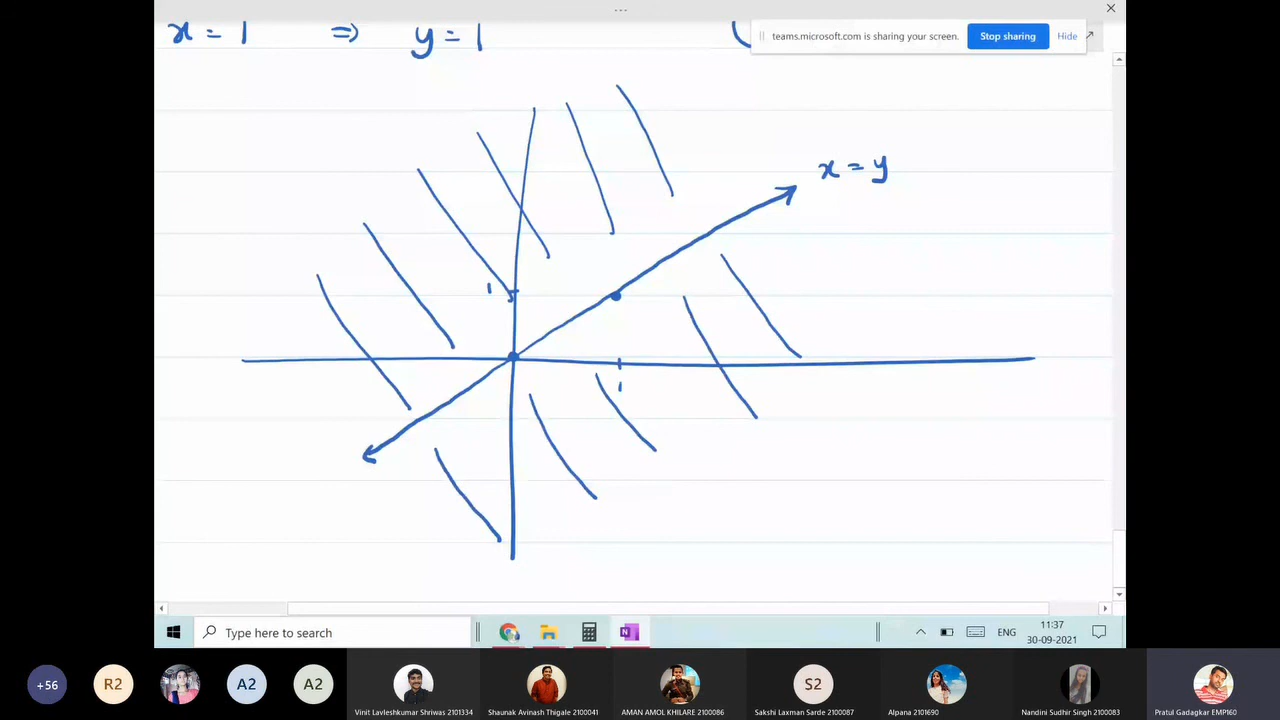 x = 1 ⇒ y = 1
teams.microsoft.com is sharing your screen. Stop sharing Hide
x = y
1
1
Type here to search
ENG
11:37
30-09-2021
+56 R2 A2 A2 S2
Vinit Lavleshkumar Shriwas 2101334 Shaunak Avinash Thigale 2100041 AMAN AMOL KHILARE 2100086 Sakshi Laxman Sarde 2100087 Alpana 2101690 Nandini Sudhir Singh 2100083 Pratul Gadagkar EMP160